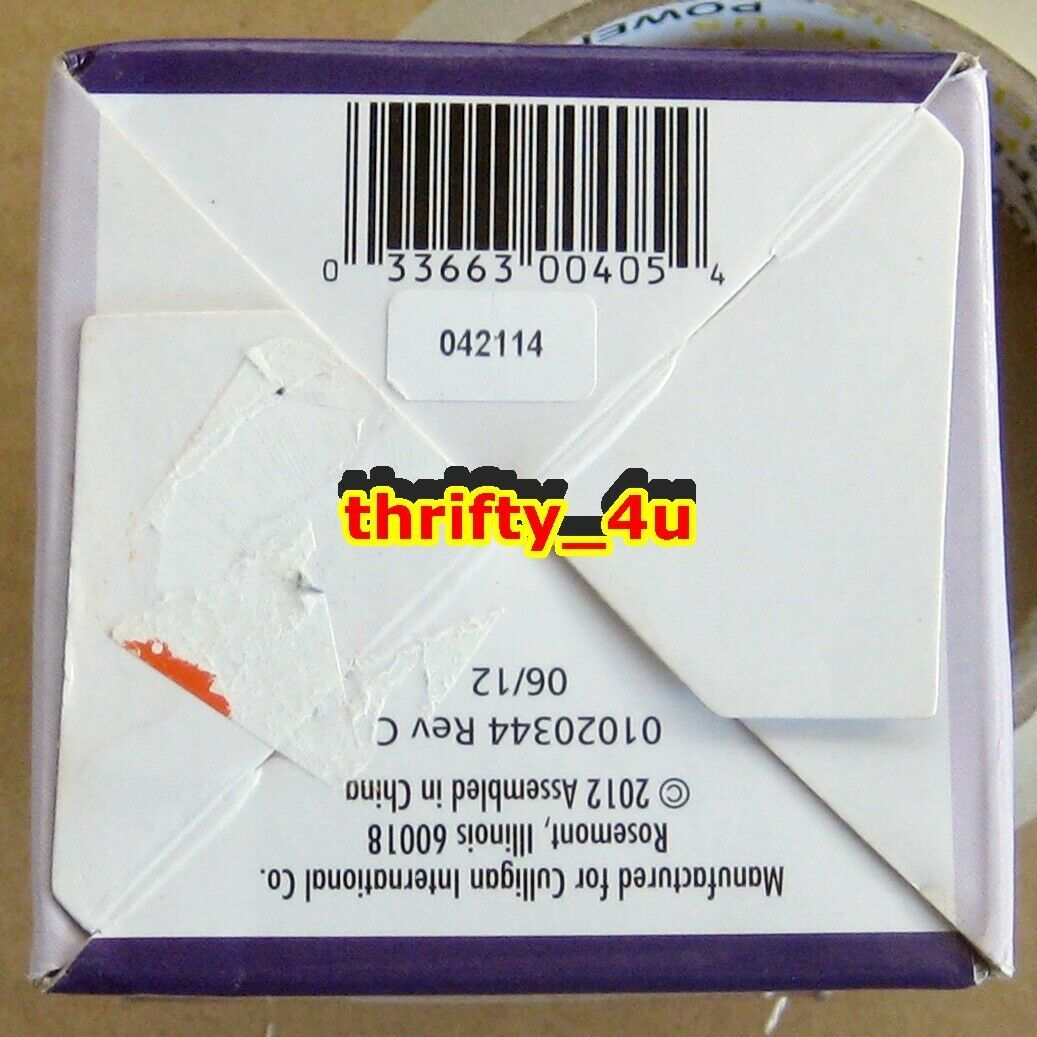 POWE
0 33663 00405 4
042114
thrifty_4u
Manufactured for Culligan International Co.
Rosemont, Illinois 60018
© 2012 Assembled in China
01020344 Rev C
06/12